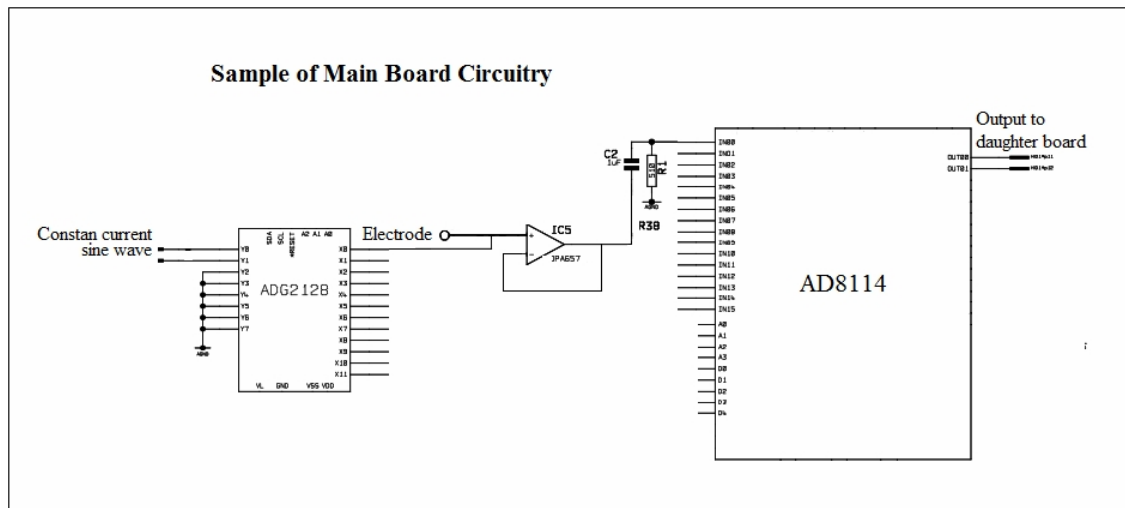 Sample of Main Board Circuitry
Output to
daughter board
C2
1uF
510
R1
AGND
R38
IN00
IN01
IN02
IN03
IN04
IN05
IN06
IN07
IN08
IN09
IN10
IN11
IN12
IN13
IN14
IN15
A0
A1
A2
A3
D0
D1
D2
D3
D4
OUT00
OUT01
AD8114
Constan current
sine wave
Electrode
IC5
OPA657
SDA
SCL
*RESET
A2 A1 A0
Y0
Y1
Y2
Y3
Y4
Y5
Y6
Y7
ADG2128
X0
X1
X2
X3
X4
X5
X6
X7
X8
X9
X10
X11
VL GND VSS VDD
AGND